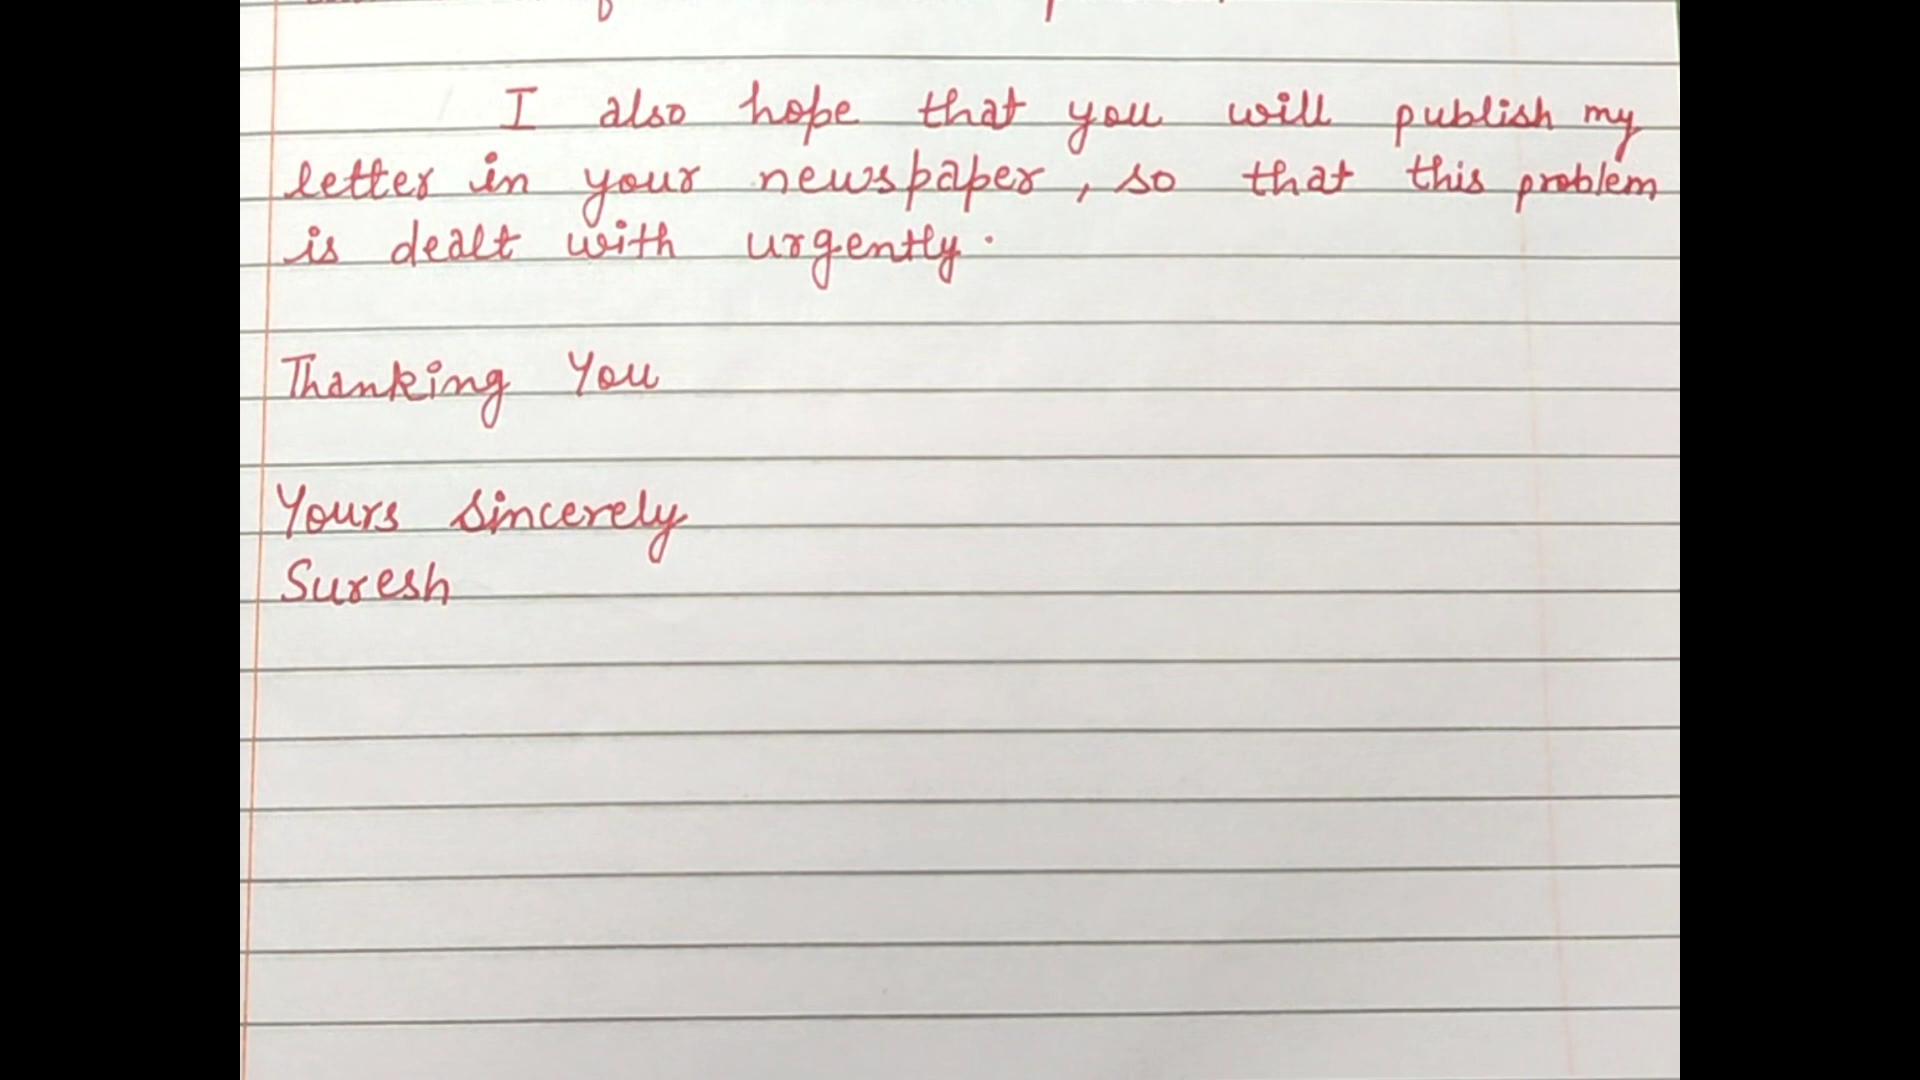 I also hope that you will publish my
letter in your newspaper, so that this problem
is dealt with urgently.
Thanking You
Yours sincerely
Suresh